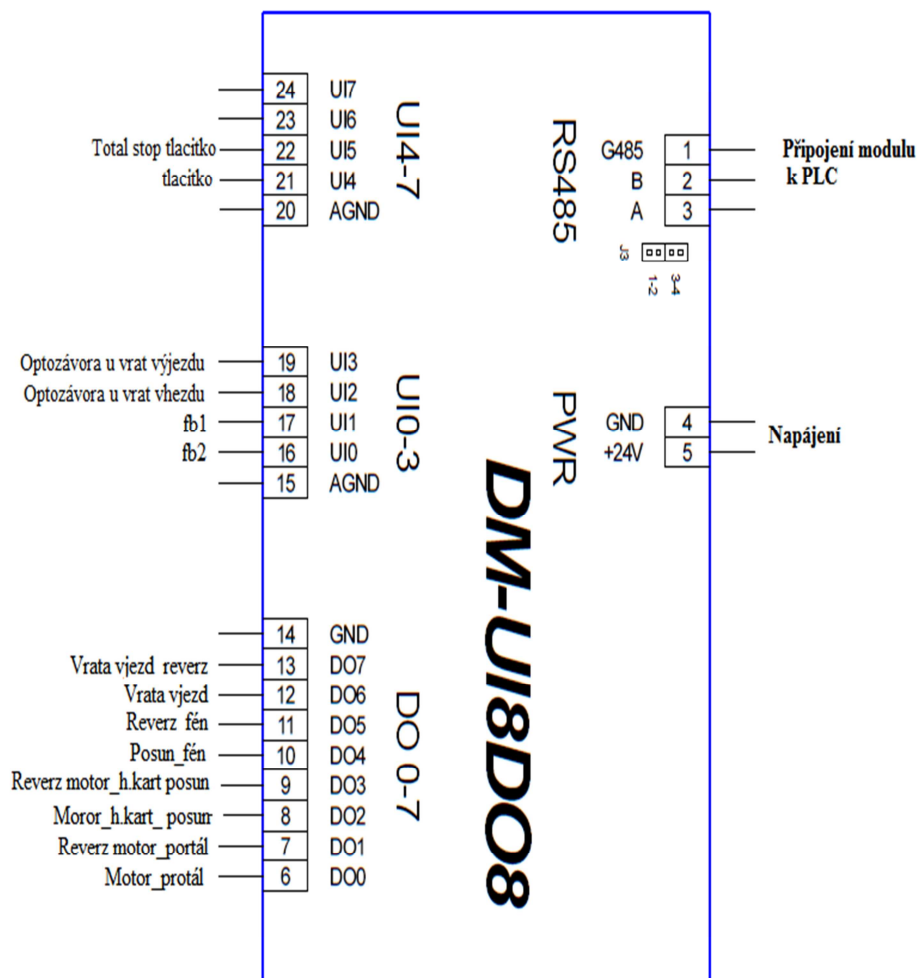 24 UI7
23 UI6
Total stop tlacitko 22 UI5
tlacitko 21 UI4
20 AGND
UI4-7
RS485
G485 1 Připojení modulu
B 2 k PLC
A 3
J3
1-2 3-4
Optozávora u vrat výjezdu 19 UI3
Optozávora u vrat vhezdu 18 UI2
fb1 17 UI1
fb2 16 UI0
15 AGND
UI0-3
PWR
GND 4 Napájení
+24V 5
DM-UI8DO8
14 GND
Vrata vjezd reverz 13 DO7
Vrata vjezd 12 DO6
Reverz fén 11 DO5
Posun_fén 10 DO4
Reverz motor_h.kart posun 9 DO3
Moror_h.kart_ posun 8 DO2
Reverz motor_portál 7 DO1
Motor_protál 6 DO0
DO 0-7